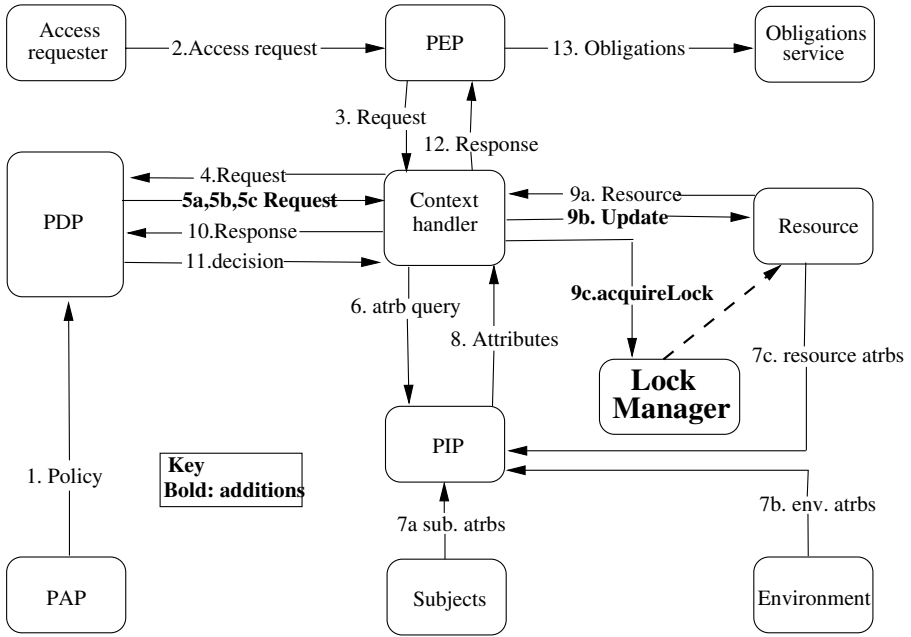 Access
requester
2.Access request
PEP
13. Obligations
Obligations
service
3. Request
12. Response
4.Request
5a,5b,5c Request
10.Response
11.decision
PDP
Context
handler
9a. Resource
9b. Update
Resource
9c.acquireLock
6. atrb query
8. Attributes
7c. resource atrbs
Lock
Manager
PIP
1. Policy
Key
Bold: additions
7a sub. atrbs
7b. env. atrbs
PAP
Subjects
Environment